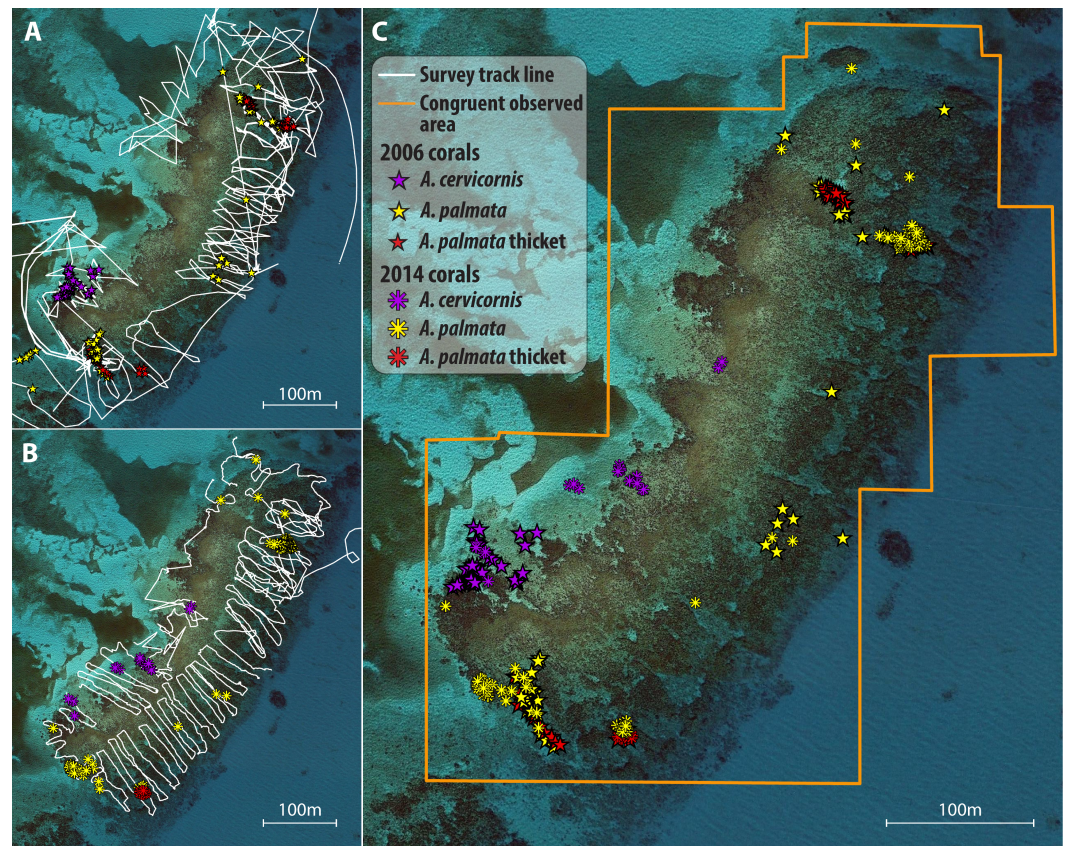 A
100m
B
100m
C
Survey track line
Congruent observed
area
2006 corals
A. cervicornis
A. palmata
A. palmata thicket
2014 corals
A. cervicornis
A. palmata
A. palmata thicket
100m